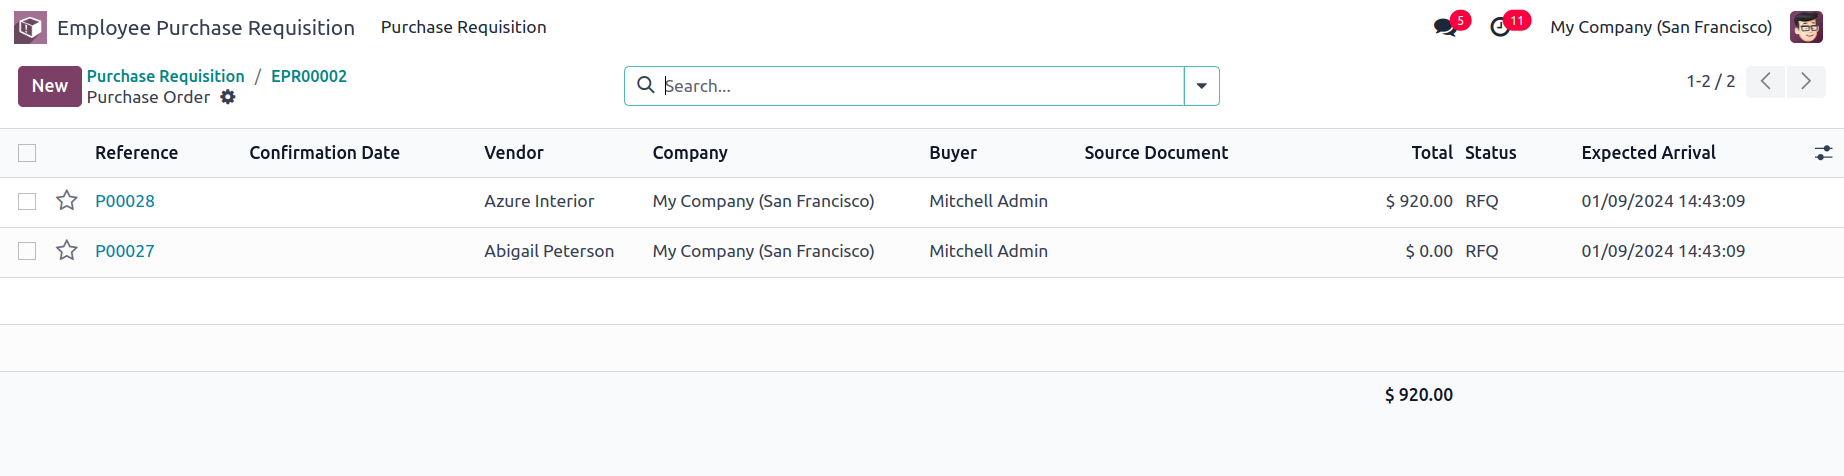 Employee Purchase Requisition Purchase Requisition 5 11 My Company (San Francisco)
New Purchase Requisition / EPR00002
Purchase Order
Search...
1-2 / 2
Reference Confirmation Date Vendor Company Buyer Source Document Total Status Expected Arrival
P00028 Azure Interior My Company (San Francisco) Mitchell Admin $ 920.00 RFQ 01/09/2024 14:43:09
P00027 Abigail Peterson My Company (San Francisco) Mitchell Admin $ 0.00 RFQ 01/09/2024 14:43:09
$ 920.00